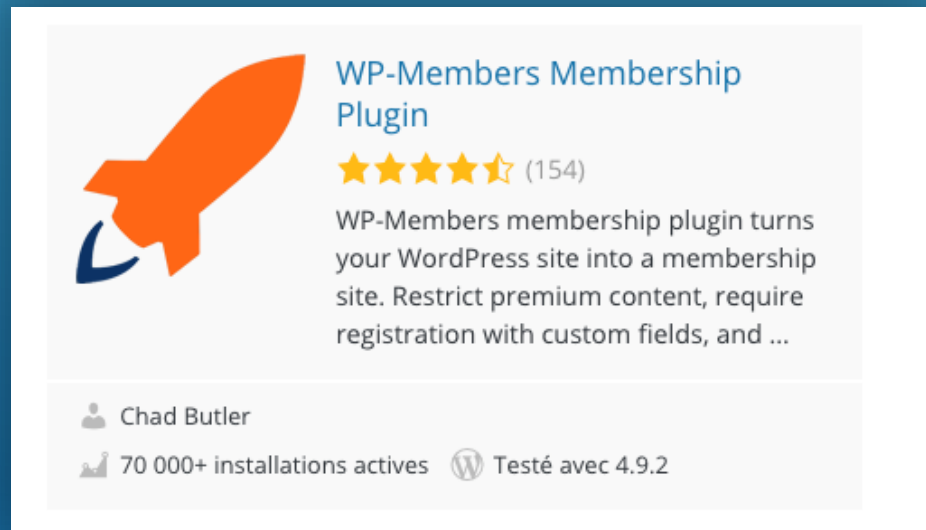 WP-Members Membership
Plugin
(154)
WP-Members membership plugin turns
your WordPress site into a membership
site. Restrict premium content, require
registration with custom fields, and ...
Chad Butler
70 000+ installations actives
Testé avec 4.9.2